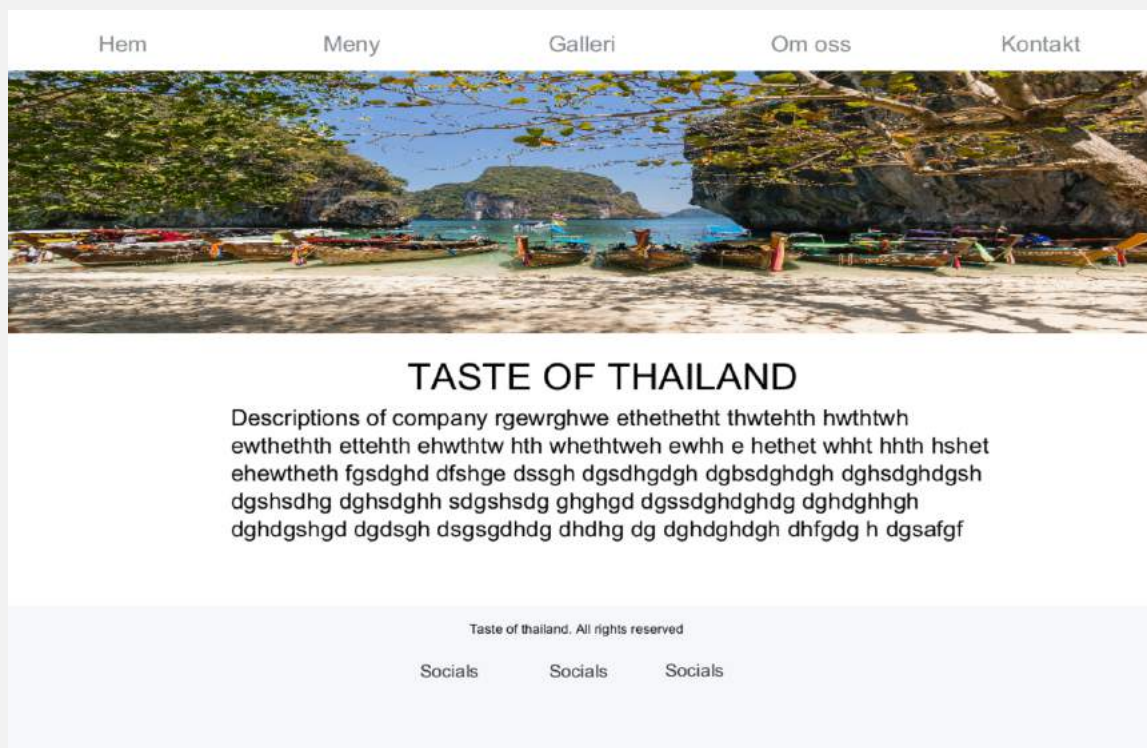 Hem Meny Galleri Om oss Kontakt
TASTE OF THAILAND
Descriptions of company rgewrghwe ethethetht thwtehth hwthtwh
ewthethth ettehth ehwthtw hth whethtweh ewhh e hethet whht hhth hshet
ehewtheth fgsdghd dfshge dssgh dgsdhgdgh dgbsdghdgh dghsdghdgsh
dgshsdhg dghsdghh sdgshsdg ghghgd dgssdghdghdg dghdghhgh
dghdgshgd dgdsgh dsgsgdhdg dhdhg dg dghdghdgh dhfgdg h dgsafgf
Taste of thailand. All rights reserved
Socials Socials Socials